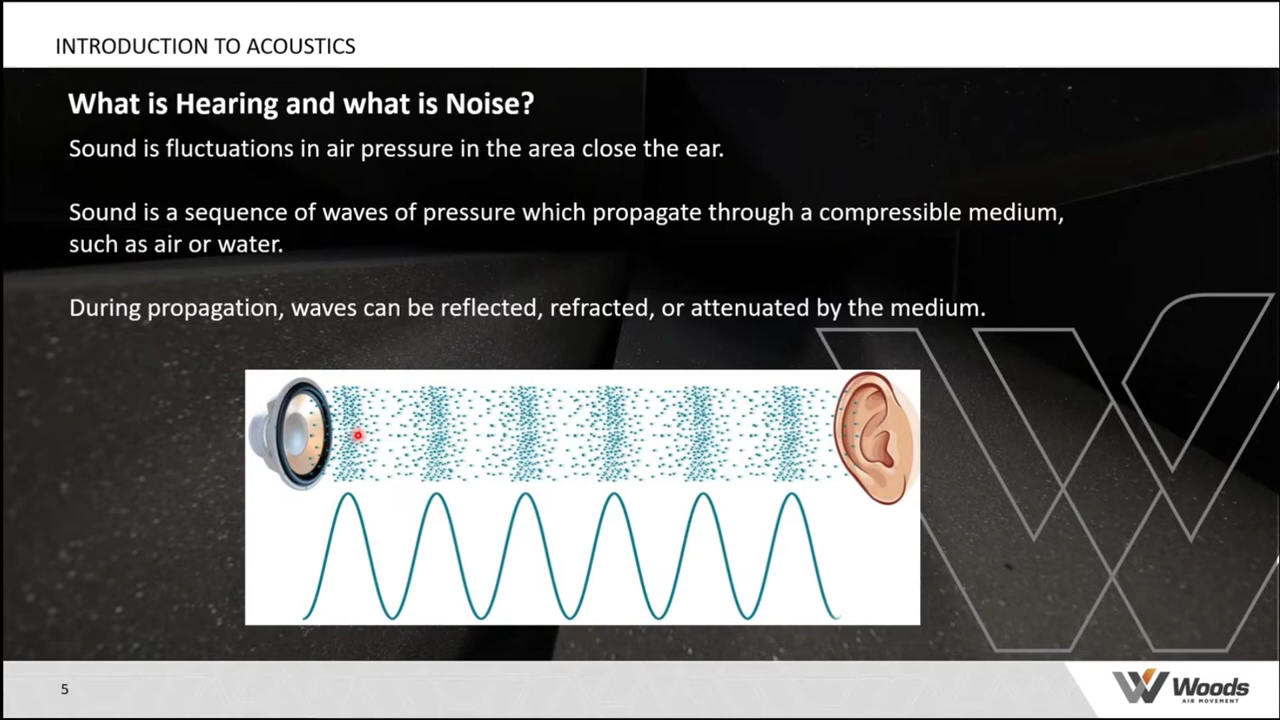 INTRODUCTION TO ACOUSTICS
What is Hearing and what is Noise?
Sound is fluctuations in air pressure in the area close the ear.
Sound is a sequence of waves of pressure which propagate through a compressible medium,
such as air or water.
During propagation, waves can be reflected, refracted, or attenuated by the medium.
5
Woods
AIR MOVEMENT